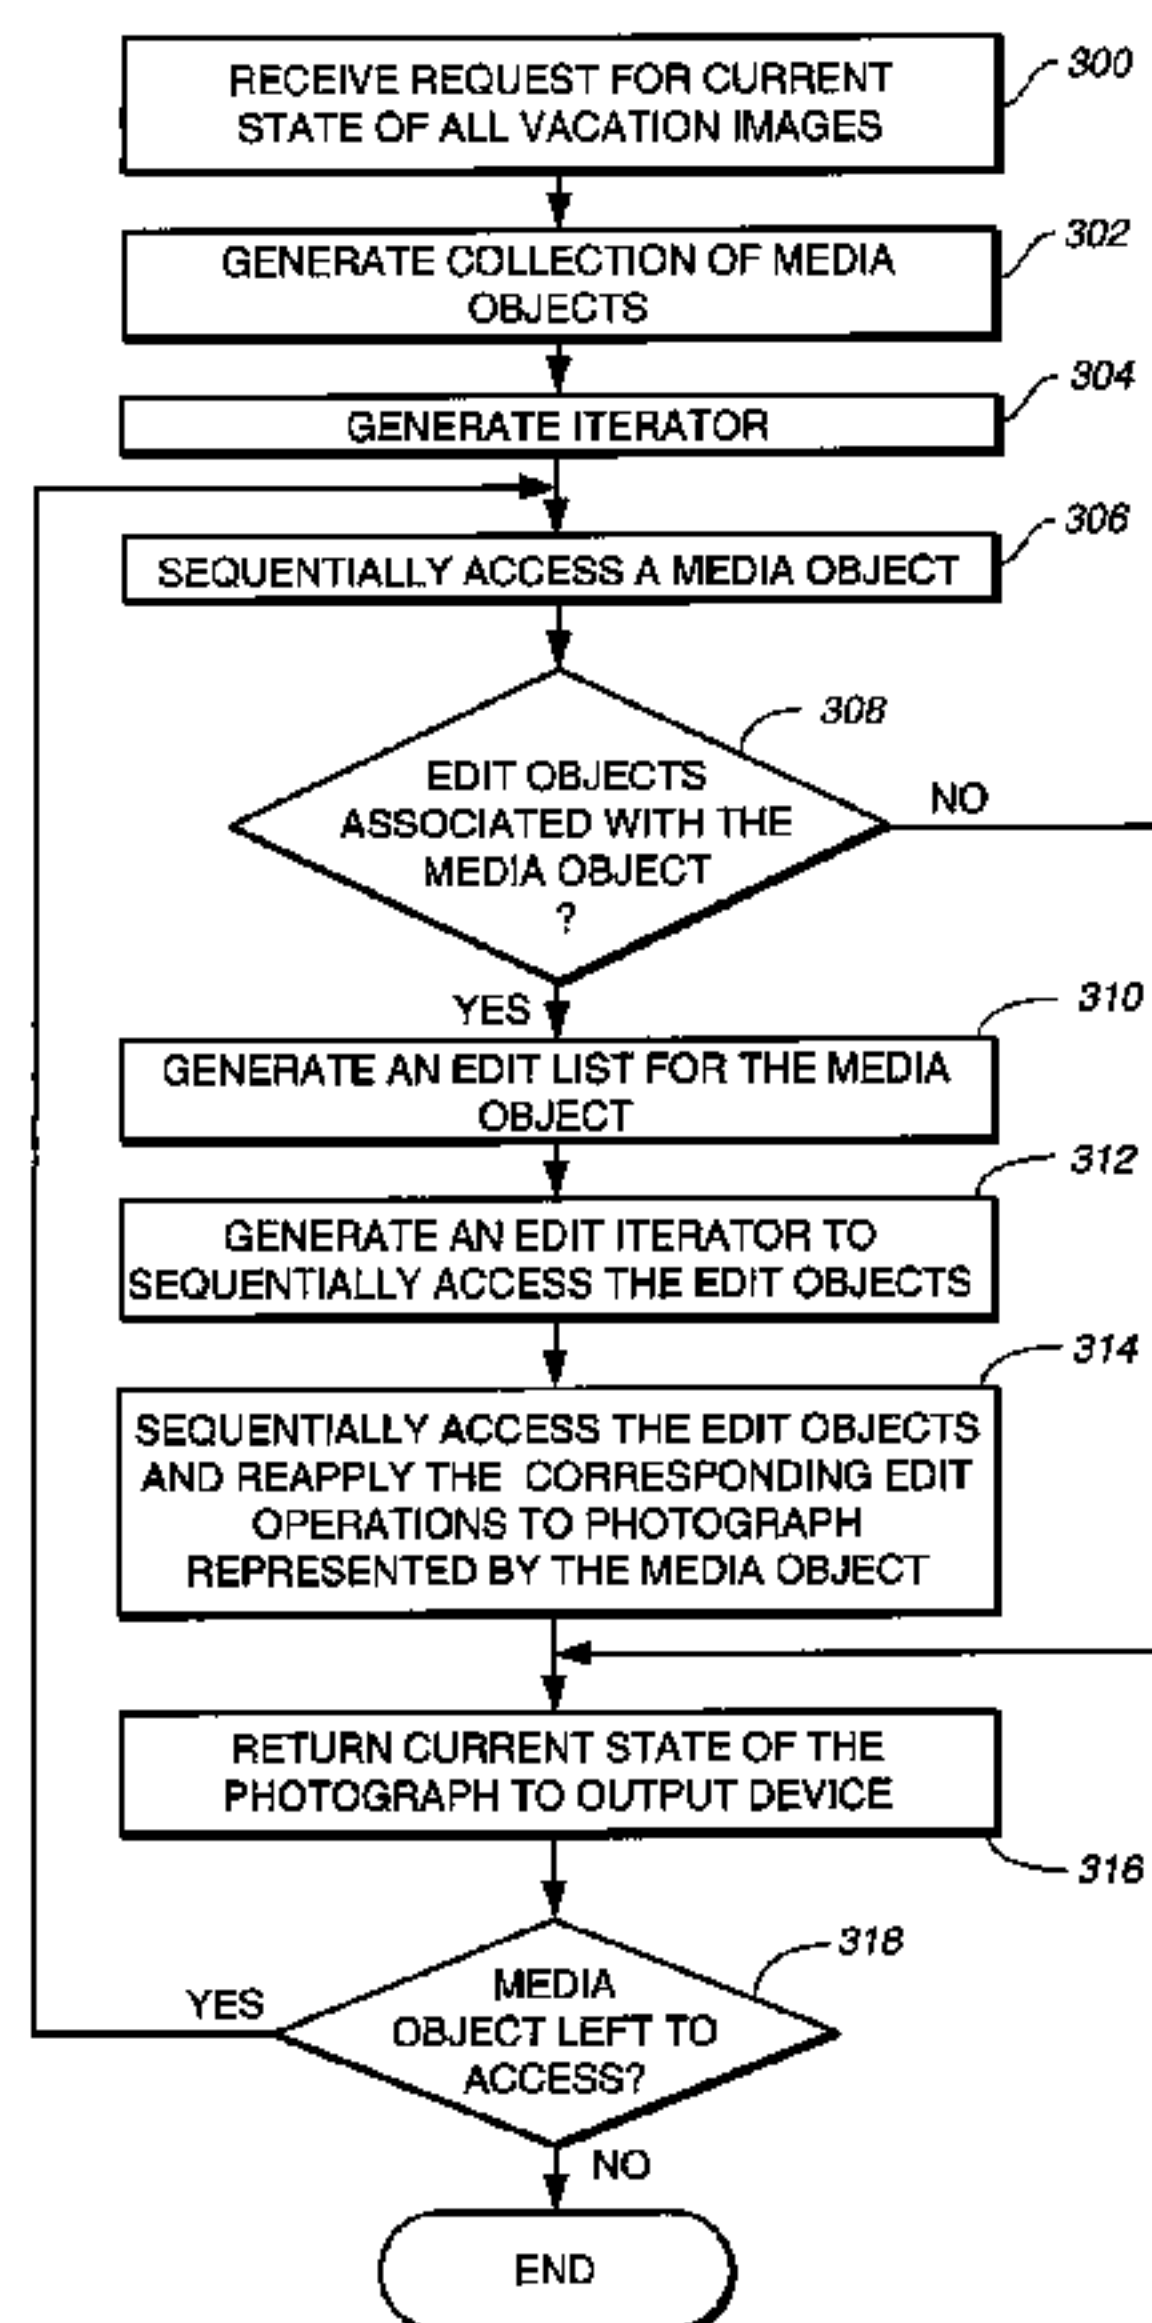 RECEIVE REQUEST FOR CURRENT
STATE OF ALL VACATION IMAGES
300
GENERATE COLLECTION OF MEDIA
OBJECTS
302
GENERATE ITERATOR
304
SEQUENTIALLY ACCESS A MEDIA OBJECT
306
308
EDIT OBJECTS
ASSOCIATED WITH THE
MEDIA OBJECT
?
NO
YES
310
GENERATE AN EDIT LIST FOR THE MEDIA
OBJECT
312
GENERATE AN EDIT ITERATOR TO
SEQUENTIALLY ACCESS THE EDIT OBJECTS
314
SEQUENTIALLY ACCESS THE EDIT OBJECTS
AND REAPPLY THE CORRESPONDING EDIT
OPERATIONS TO PHOTOGRAPH
REPRESENTED BY THE MEDIA OBJECT
RETURN CURRENT STATE OF THE
PHOTOGRAPH TO OUTPUT DEVICE
316
318
MEDIA
OBJECT LEFT TO
ACCESS?
YES
NO
END